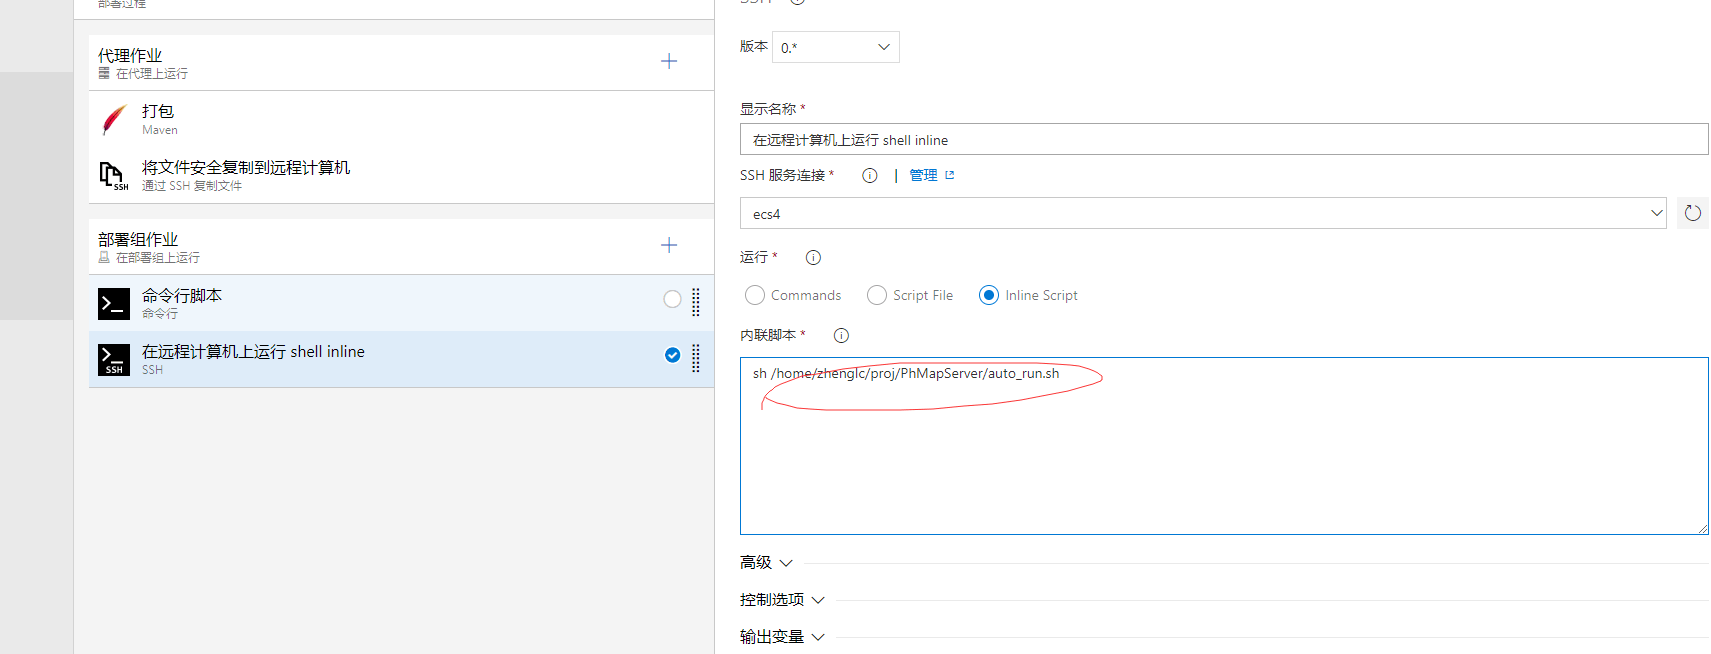 部署过程
代理作业
在代理上运行
打包
Maven
将文件安全复制到远程计算机
通过 SSH 复制文件
部署组作业
在部署组上运行
命令行脚本
命令行
在远程计算机上运行 shell inline
SSH
SSH
版本 0.*
显示名称 *
在远程计算机上运行 shell inline
SSH 服务连接 * | 管理
ecs4
运行 *
Commands Script File Inline Script
内联脚本 *
sh /home/zhenglc/proj/PhMapServer/auto_run.sh
高级
控制选项
输出变量